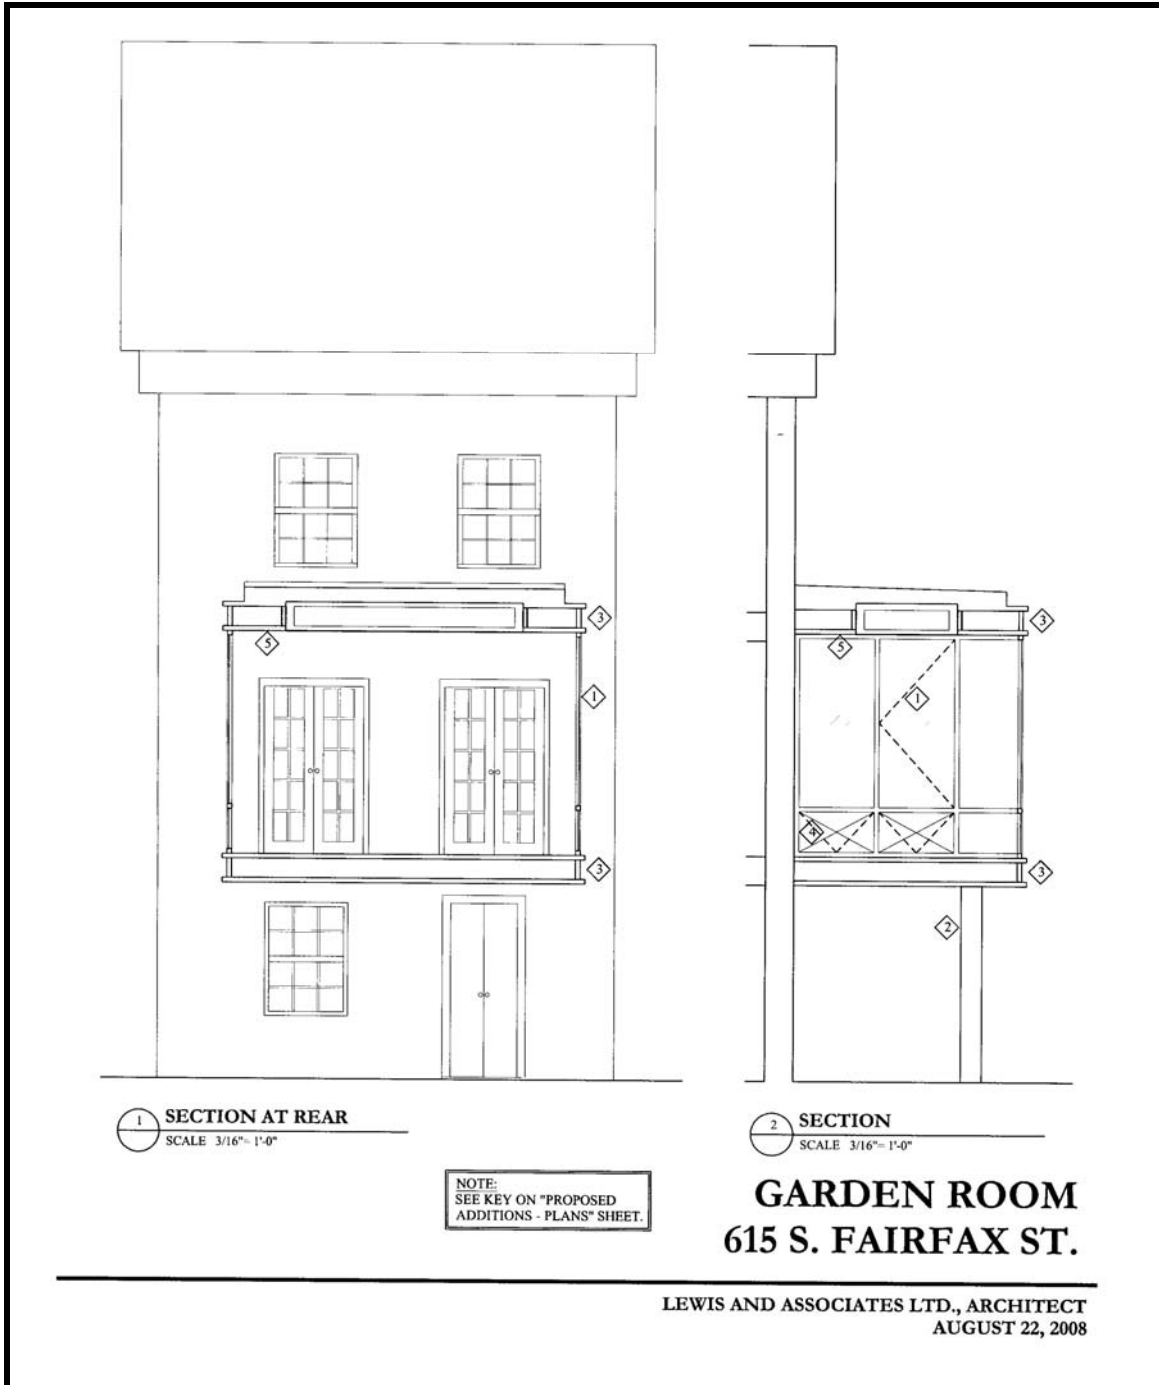 3
5
1
3
3
5
1
4
3
2
1 SECTION AT REAR
SCALE 3/16"= 1'-0"
2 SECTION
SCALE 3/16"= 1'-0"
NOTE:
SEE KEY ON "PROPOSED
ADDITIONS - PLANS" SHEET.
GARDEN ROOM
615 S. FAIRFAX ST.
LEWIS AND ASSOCIATES LTD., ARCHITECT
AUGUST 22, 2008